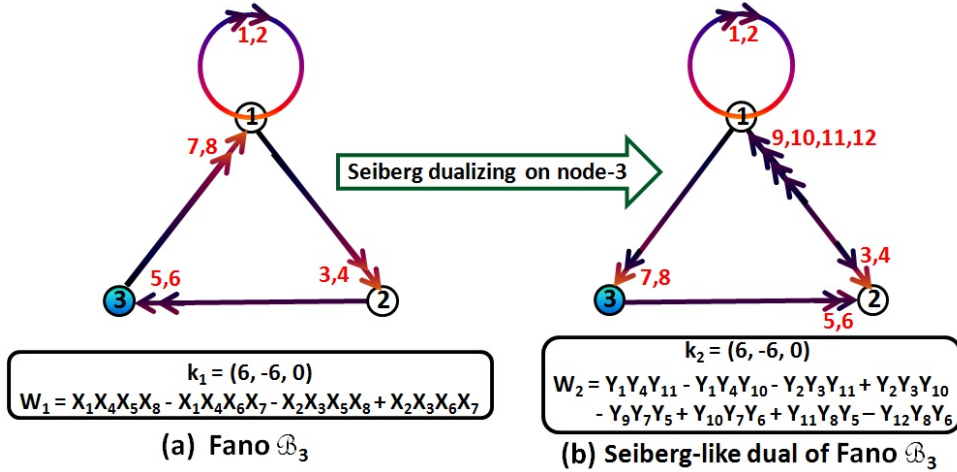 1,2
1
7,8
5,6
3,4
3
2
k₁ = (6, -6, 0)
W₁ = X₁X₄X₅X₈ - X₁X₄X₆X₇ - X₂X₃X₅X₈ + X₂X₃X₆X₇
(a) Fano ℬ₃
Seiberg dualizing on node-3
1,2
1
9,10,11,12
3,4
7,8
3
2
5,6
k₂ = (6, -6, 0)
W₂ = Y₁Y₄Y₁₁ - Y₁Y₄Y₁₀ - Y₂Y₃Y₁₁ + Y₂Y₃Y₁₀
- Y₉Y₇Y₅ + Y₁₀Y₇Y₆ + Y₁₁Y₈Y₅ – Y₁₂Y₈Y₆
(b) Seiberg-like dual of Fano ℬ₃